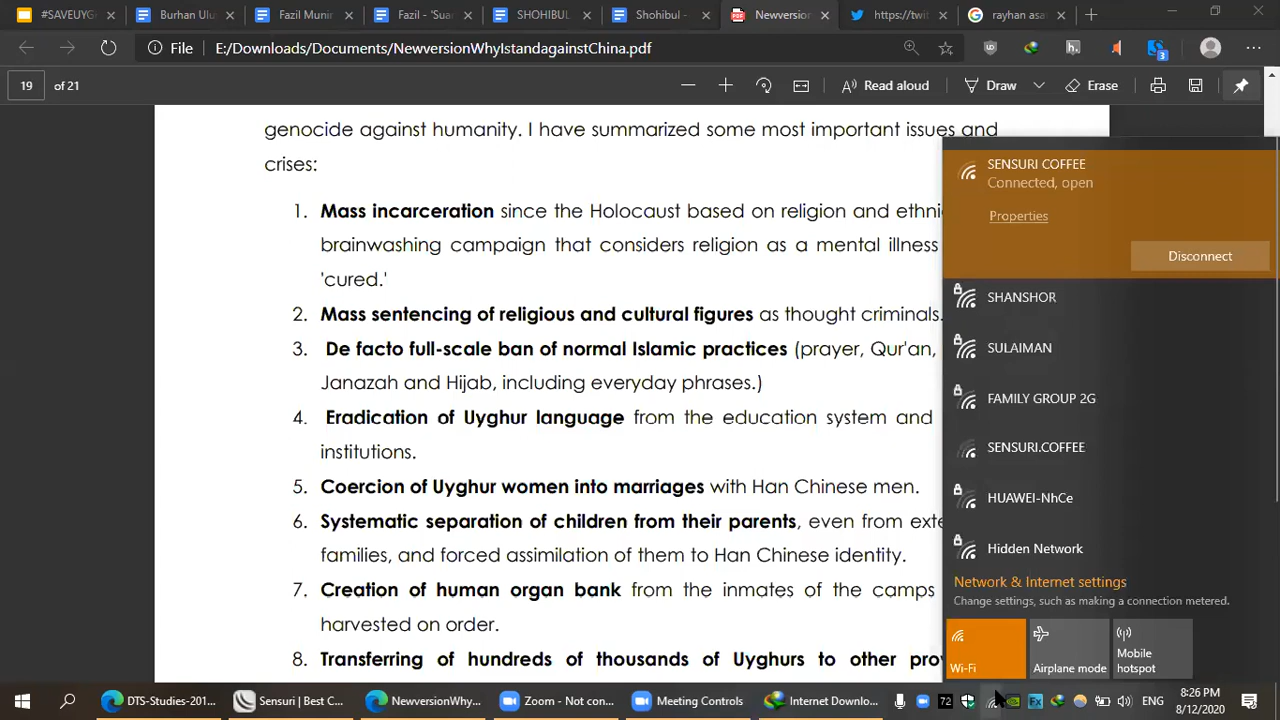 #SAVEUYG
Burhan Ulu
Fazil Munir
Fazil - 'Sua
SHOHIBUL
Shohibul -
Newversion
https://twit
rayhan asa
File E:/Downloads/Documents/NewversionWhyIstandagainstChina.pdf
19 of 21
Read aloud
Draw
Erase
genocide against humanity. I have summarized some most important issues and
crises:
1. Mass incarceration since the Holocaust based on religion and ethni
brainwashing campaign that considers religion as a mental illness
'cured.'
2. Mass sentencing of religious and cultural figures as thought criminals.
3. De facto full-scale ban of normal Islamic practices (prayer, Qur'an,
Janazah and Hijab, including everyday phrases.)
4. Eradication of Uyghur language from the education system and
institutions.
5. Coercion of Uyghur women into marriages with Han Chinese men.
6. Systematic separation of children from their parents, even from exte
families, and forced assimilation of them to Han Chinese identity.
7. Creation of human organ bank from the inmates of the camps
harvested on order.
8. Transferring of hundreds of thousands of Uyghurs to other prov
SENSURI COFFEE
Connected, open
Properties
Disconnect
SHANSHOR
SULAIMAN
FAMILY GROUP 2G
SENSURI.COFFEE
HUAWEI-NhCe
Hidden Network
Network & Internet settings
Change settings, such as making a connection metered.
Wi-Fi
Airplane mode
Mobile
hotspot
DTS-Studies-201...
Sensuri | Best C...
NewversionWhy...
Zoom - Not con...
Meeting Controls
Internet Downlo...
72
FX
ENG
8:26 PM
8/12/2020